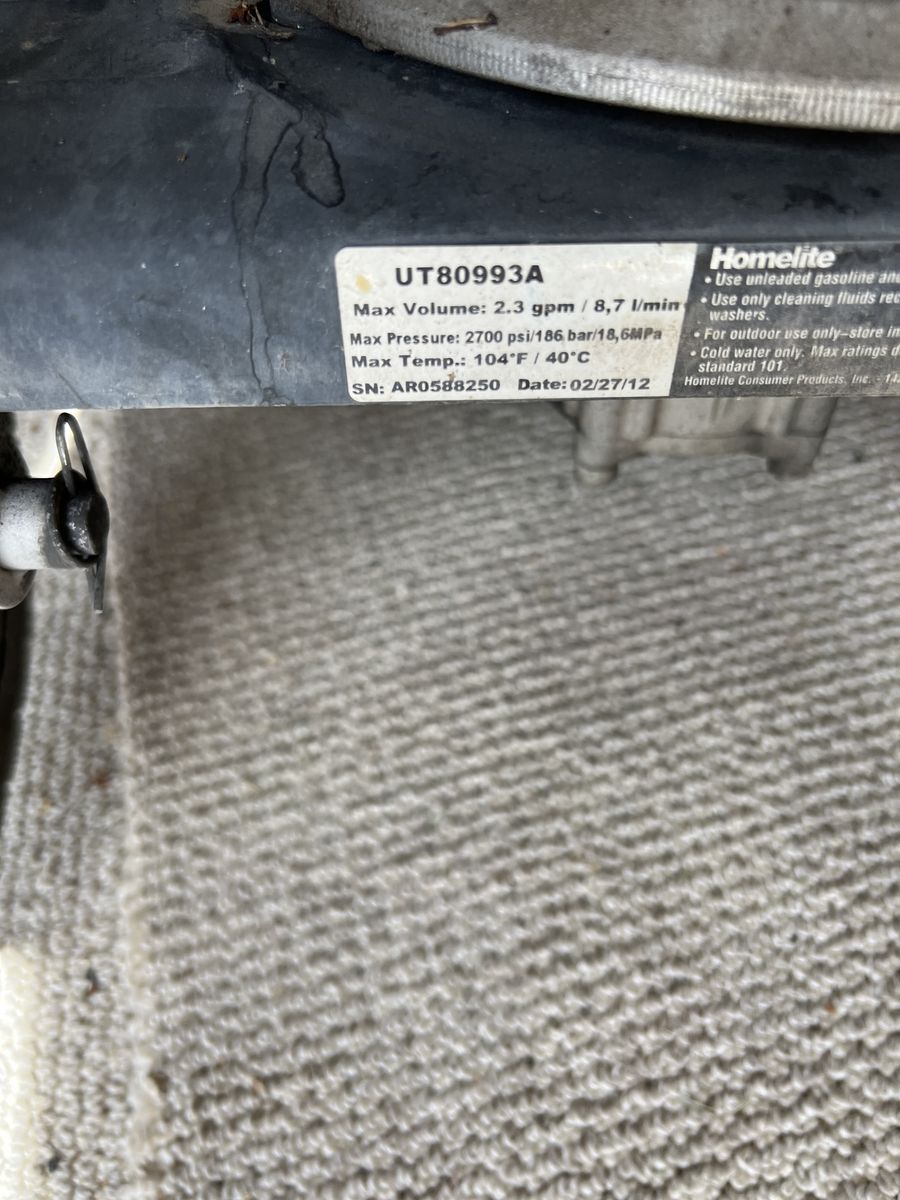 UT80993A
Max Volume: 2.3 gpm / 8,7 l/min
Max Pressure: 2700 psi/186 bar/18,6MPa
Max Temp.: 104°F / 40°C
SN: AR0588250 Date: 02/27/12
Homelite
• Use unleaded gasoline and
• Use only cleaning fluids
washers.
• For outdoor use only–store in
• Cold water only. Max ratings
standard 101.
Homelite Consumer Products, Inc. -